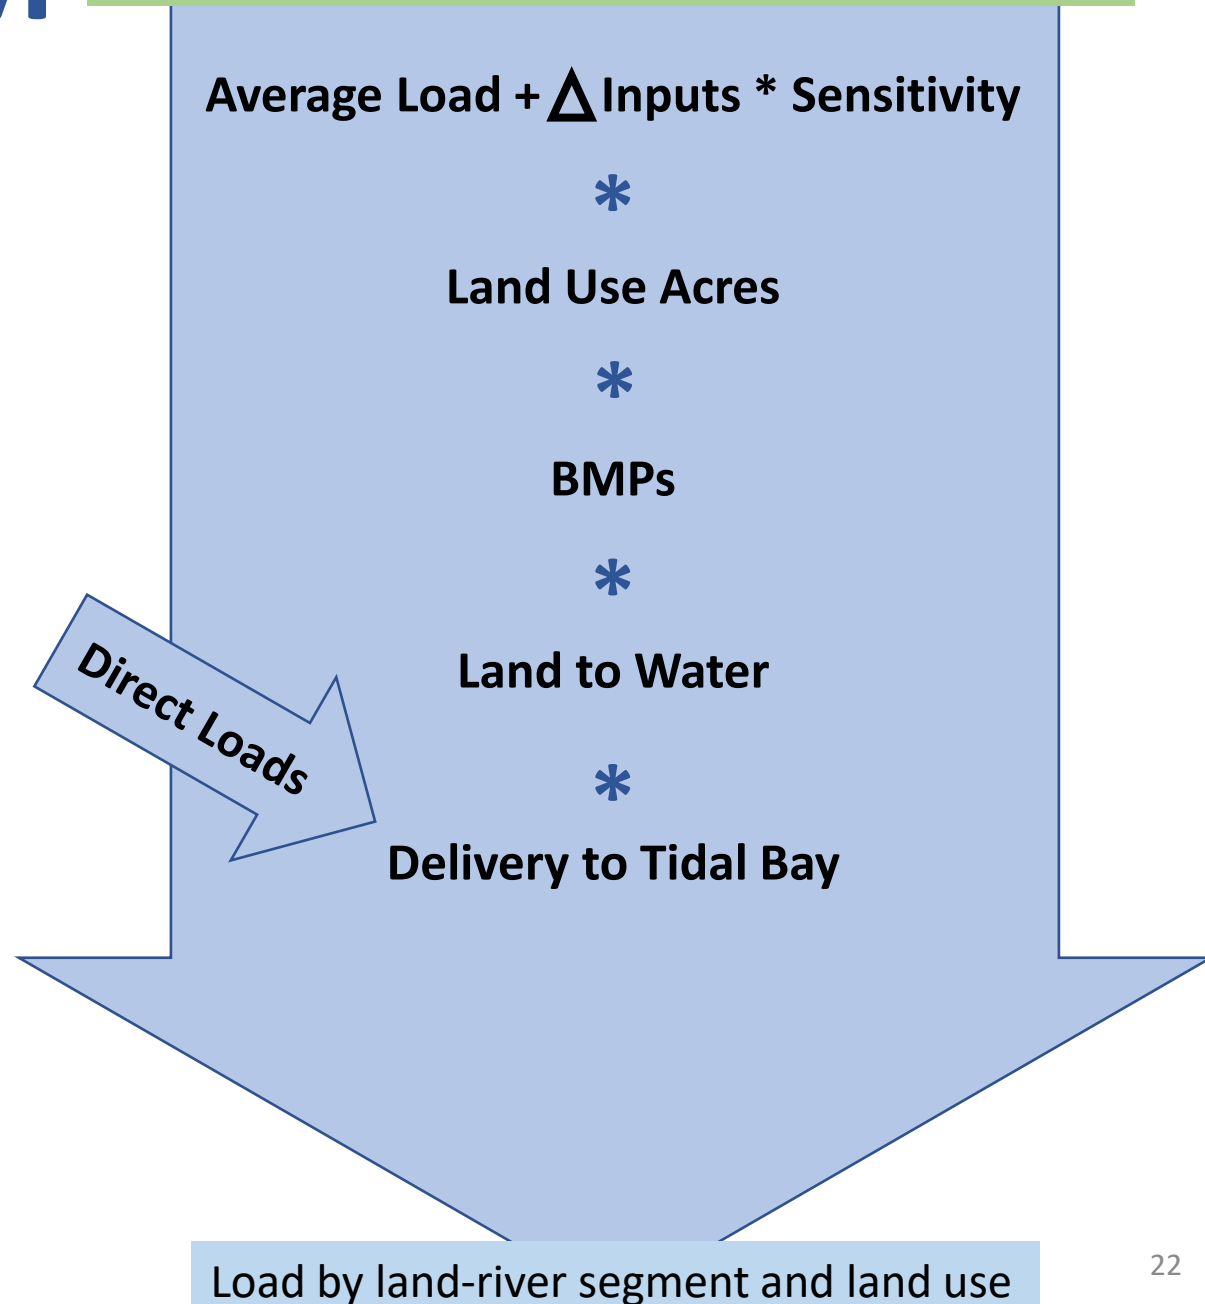 Average Load + Δ Inputs * Sensitivity
*
Land Use Acres
*
BMPs
*
Land to Water
Direct Loads
*
Delivery to Tidal Bay
Load by land-river segment and land use
22